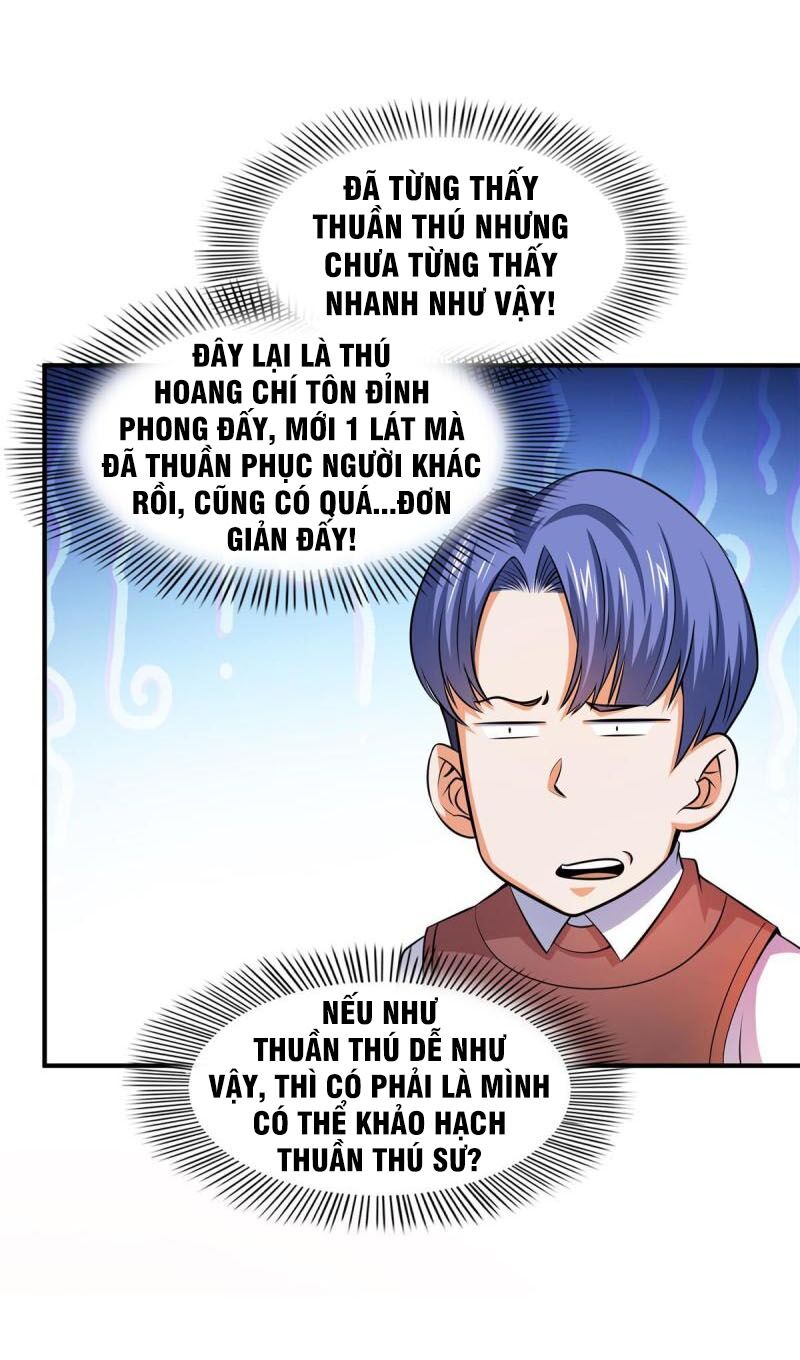 ĐÃ TỪNG THẤY
THUẦN THÚ NHƯNG
CHƯA TỪNG THẤY
NHANH NHƯ VẬY!
ĐÂY LẠI LÀ THÚ
HOANG CHÍ TÔN ĐỈNH
PHONG ĐẤY, MỚI 1 LÁT MÀ
ĐÃ THUẦN PHỤC NGƯỜI KHÁC
RỒI, CŨNG CÓ QUÁ...ĐƠN
GIẢN ĐẤY!
NẾU NHƯ
THUẦN THÚ DỄ NHƯ
VẬY, THÌ CÓ PHẢI LÀ MÌNH
CÓ THỂ KHẢO HẠCH
THUẦN THÚ SƯ?